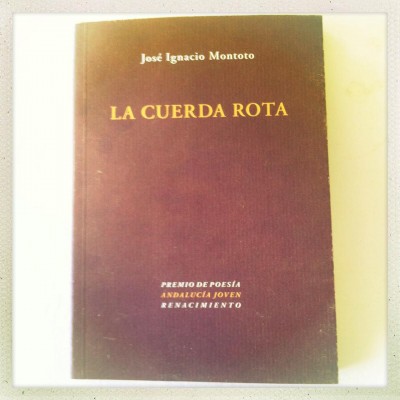 José Ignacio Montoto
LA CUERDA ROTA
PREMIO DE POESÍA
ANDALUCÍA JOVEN
RENACIMIENTO